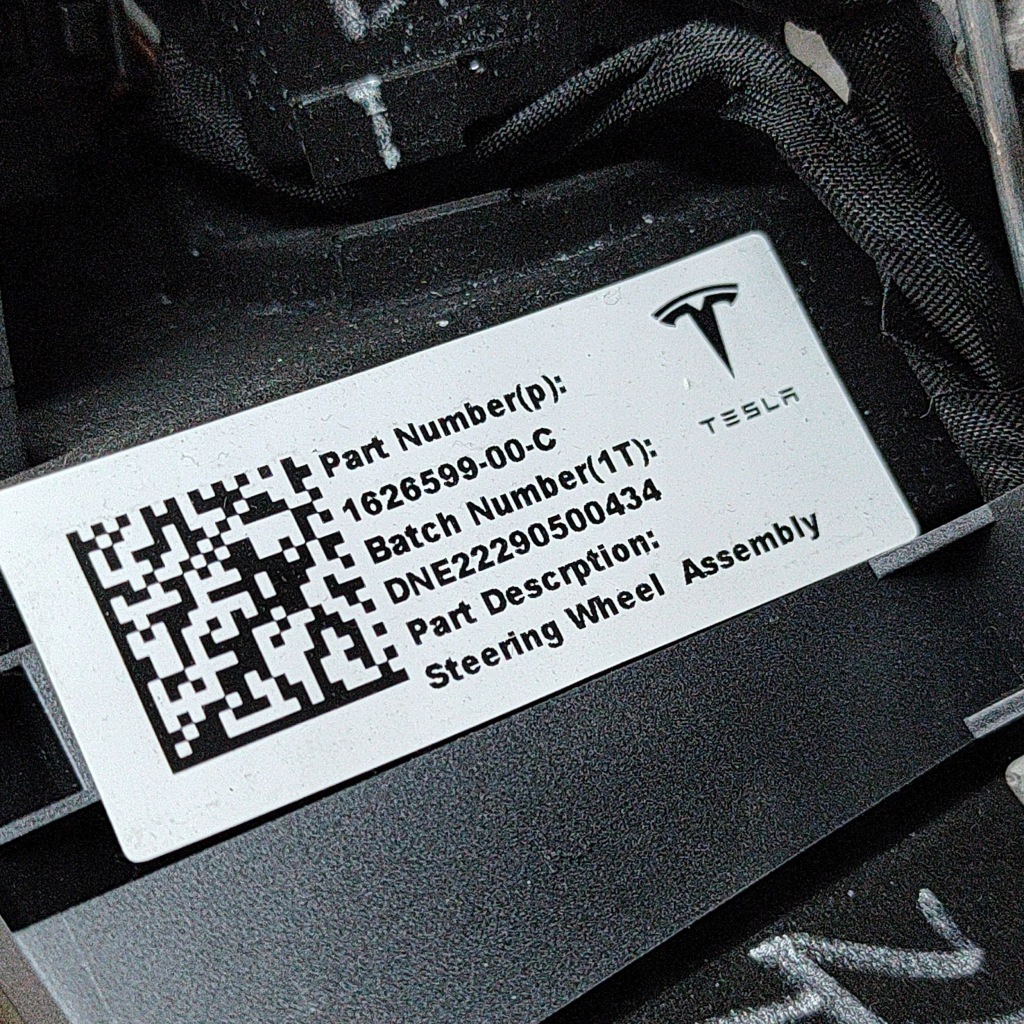 Part Number(p):
1626599-00-C
Batch Number(1T):
DNE22290500434
Part Descrption:
Steering Wheel Assembly
TESLA